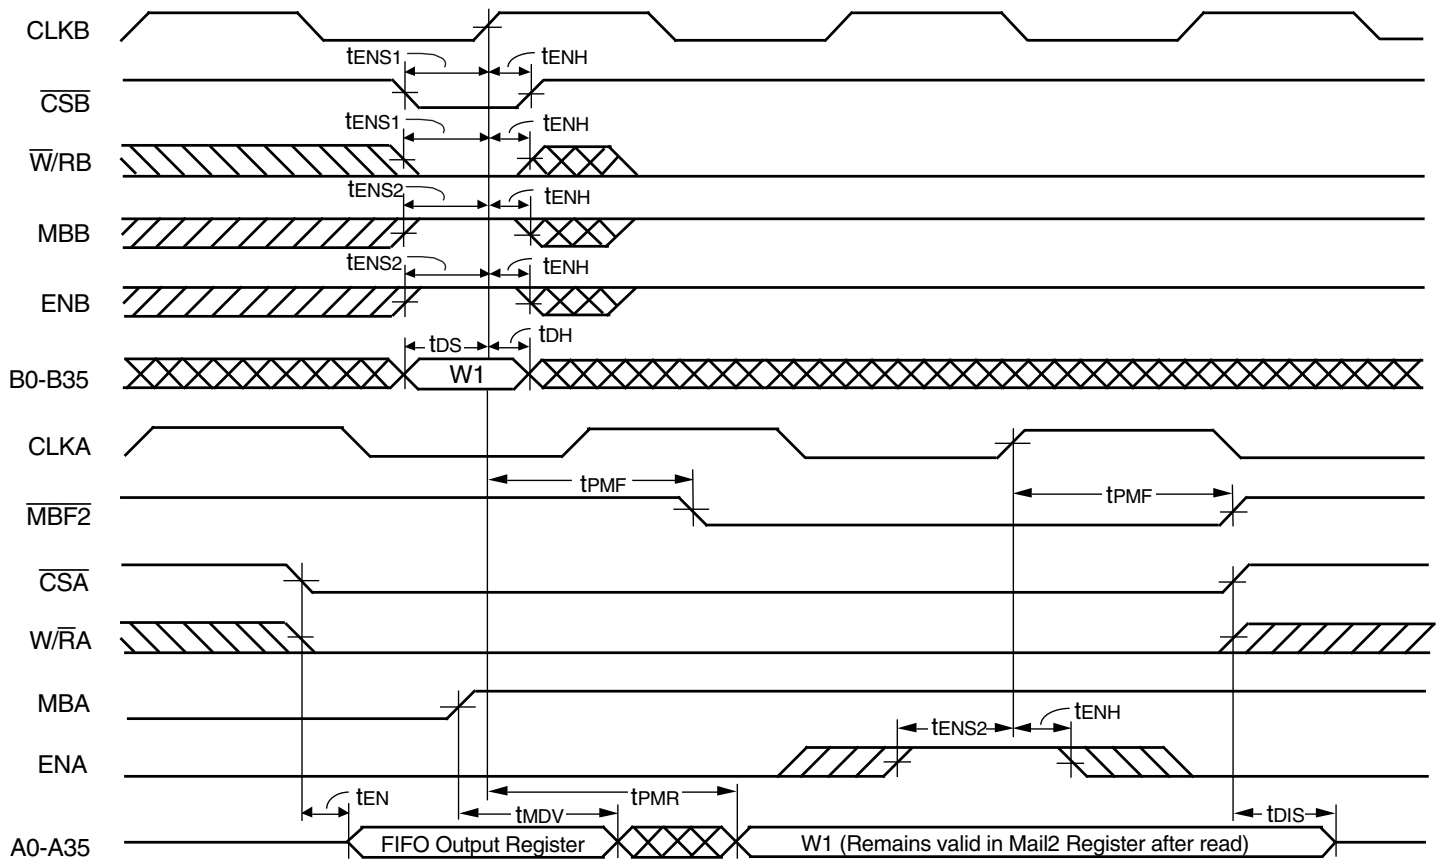 CLKB
tENS1 tENH
CSB
tENS1 tENH
W/RB
tENS2 tENH
MBB
tENS2 tENH
ENB
tDS tDH
B0-B35 W1
CLKA
tPMF tPMF
MBF2
CSA
W/RA
MBA
tENS2 tENH
ENA
tEN tMDV tPMR tDIS
A0-A35 FIFO Output Register W1 (Remains valid in Mail2 Register after read)